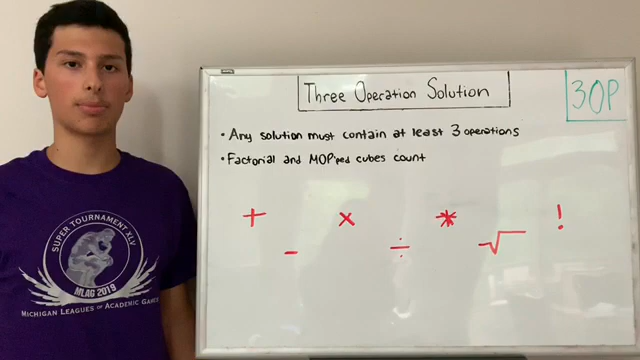 Three Operation Solution
3OP
• Any solution must contain at least 3 operations
• Factorial and MOP'ped cubes count
+ × * !
- ÷ √
SUPER TOURNAMENT XLV
MLAG 2019
MICHIGAN LEAGUES OF ACADEMIC GAMES